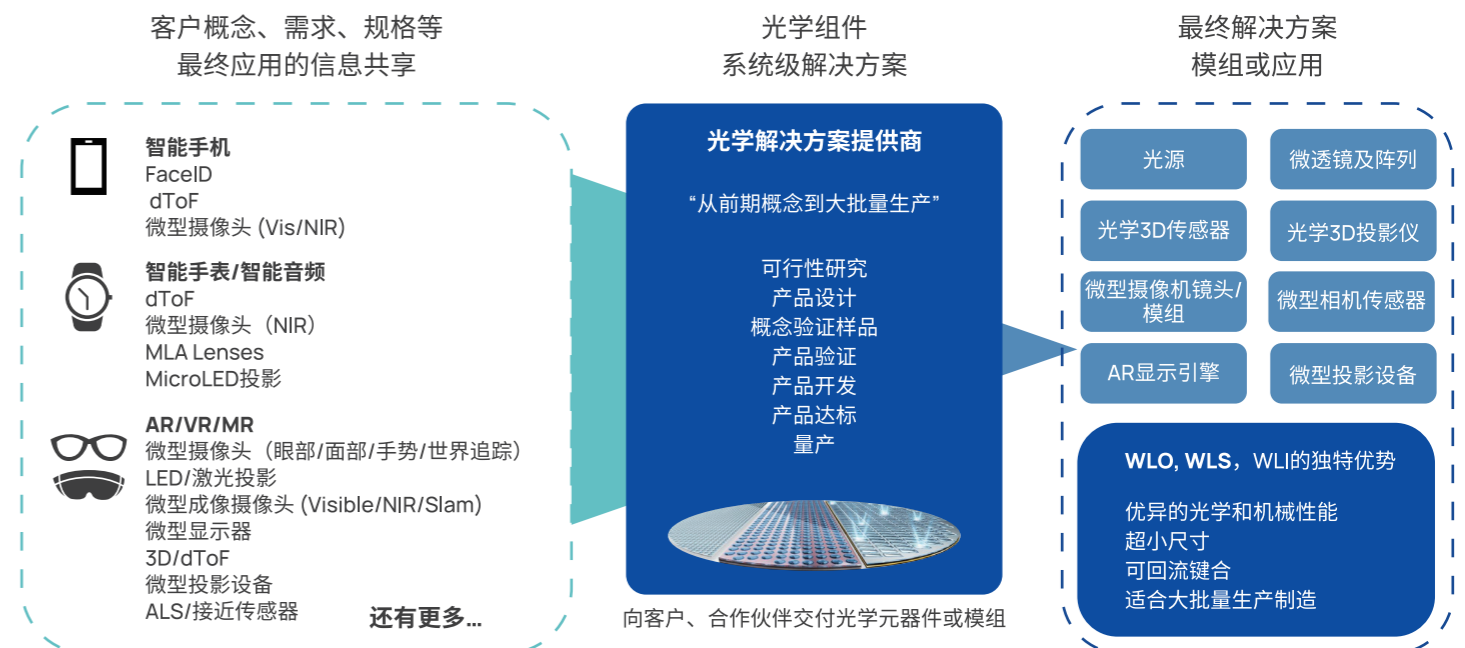 客户概念、需求、规格等
最终应用的信息共享
智能手机
FaceID
dToF
微型摄像头 (Vis/NIR)
智能手表/智能音频
dToF
微型摄像头（NIR）
MLA Lenses
MicroLED投影
AR/VR/MR
微型摄像头（眼部/面部/手势/世界追踪）
LED/激光投影
微型成像摄像头 (Visible/NIR/Slam)
微型显示器
3D/dToF
微型投影设备
ALS/接近传感器
还有更多...
光学组件
系统级解决方案
光学解决方案提供商
“从前期概念到大批量生产”
可行性研究
产品设计
概念验证样品
产品验证
产品开发
产品达标
量产
向客户、合作伙伴交付光学元器件或模组
最终解决方案
模组或应用
光源
微透镜及阵列
光学3D传感器
光学3D投影仪
微型摄像机镜头/
模组
微型相机传感器
AR显示引擎
微型投影设备
WLO, WLS，WLI的独特优势
优异的光学和机械性能
超小尺寸
可回流键合
适合大批量生产制造